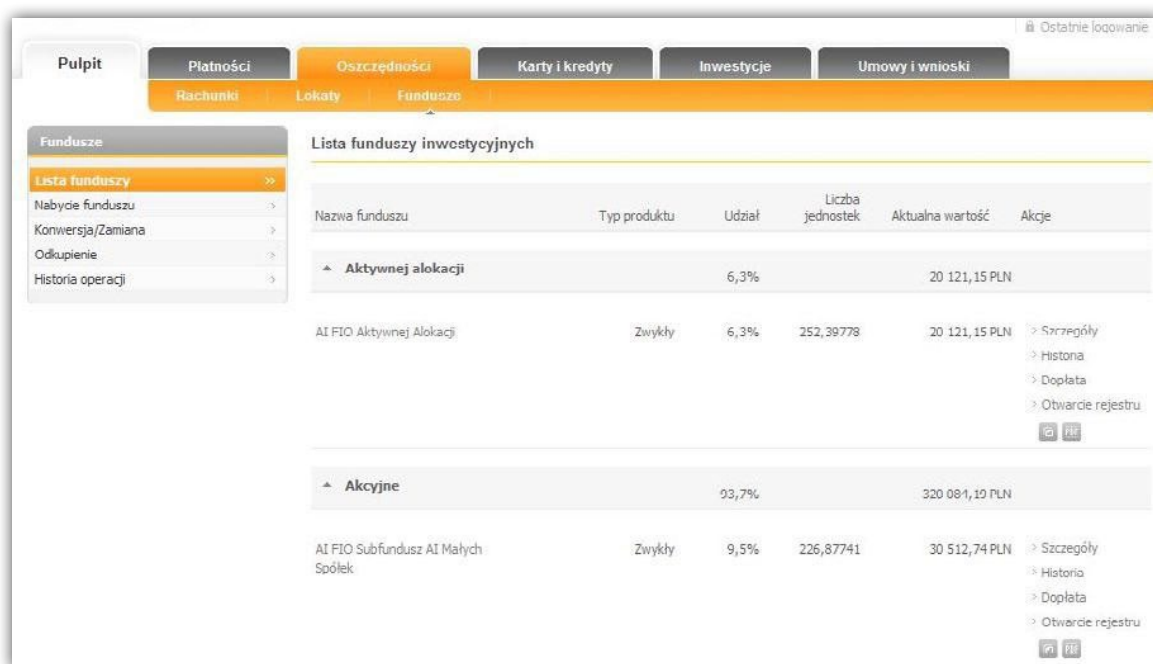 Ostatnie logowanie
Pulpit Płatności Oszczędności Karty i kredyty Inwestycje Umowy i wnioski
Rachunki Lokaty Fundusze
Fundusze
Lista funduszy
Nabycie funduszu
Konwersja/Zamiana
Odkupienie
Historia operacji
Lista funduszy inwestycyjnych
Nazwa funduszu Typ produktu Udział Liczba jednostek Aktualna wartość Akcje
Aktywnej alokacji 6,3% 20 121,15 PLN
AI FIO Aktywnej Alokacji Zwykły 6,3% 252,39778 20 121,15 PLN Szczegóły
Historia
Dopłata
Otwarcie rejestru
Akcyjne 93,7% PLN
AI FIO Subfundusz AI Małych Zwykły 9,5% 226,87741 30 512,74 PLN Szczegóły
Spółek
Historia
Dopłata
Otwarcie rejestru